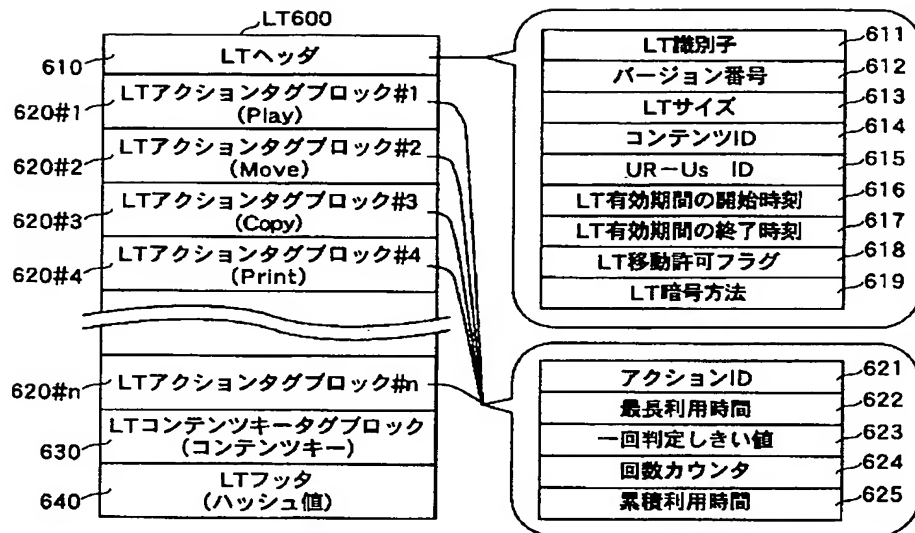 LT600
610
LTヘッダ
620#1
LTアクションタグブロック#1
(Play)
620#2
LTアクションタグブロック#2
(Move)
620#3
LTアクションタグブロック#3
(Copy)
620#4
LTアクションタグブロック#4
(Print)
620#n
LTアクションタグブロック#n
630
LTコンテンツキータグブロック
(コンテンツキー)
640
LTフッタ
(ハッシュ値)
LT識別子 611
バージョン番号 612
LTサイズ 613
コンテンツID 614
UR-Us ID 615
LT有効期間の開始時刻 616
LT有効期間の終了時刻 617
LT移動許可フラグ 618
LT暗号方法 619
アクションID 621
最長利用時間 622
一回判定しきい値 623
回数カウンタ 624
累積利用時間 625